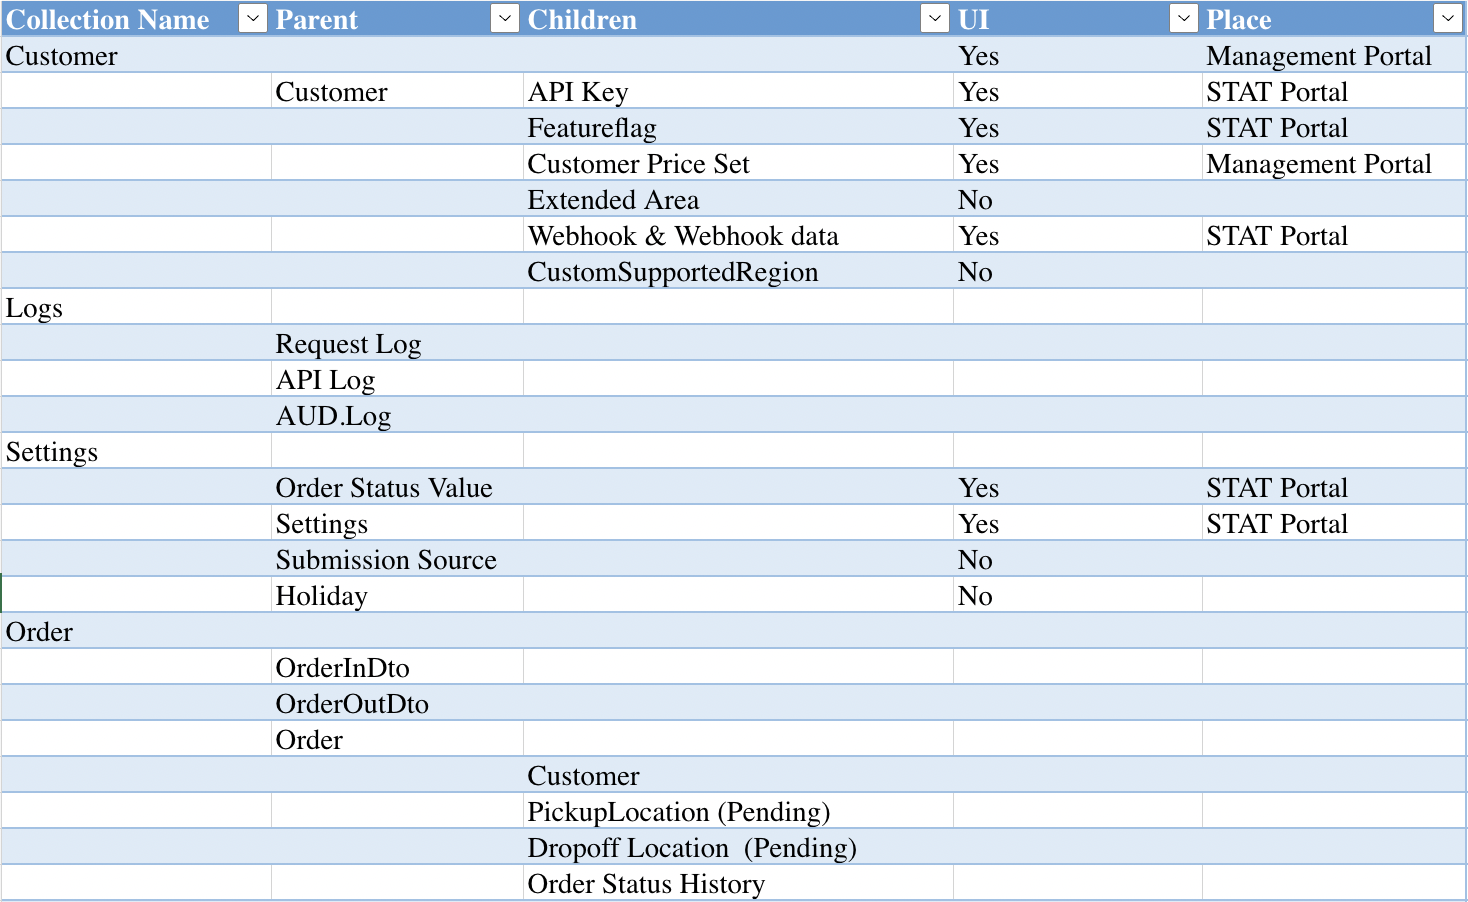 Collection Name Parent Children UI Place
Customer Yes Management Portal
Customer API Key Yes STAT Portal
Featureflag Yes STAT Portal
Customer Price Set Yes Management Portal
Extended Area No
Webhook & Webhook data Yes STAT Portal
CustomSupportedRegion No
Logs
Request Log
API Log
AUD.Log
Settings
Order Status Value Yes STAT Portal
Settings Yes STAT Portal
Submission Source No
Holiday No
Order
OrderInDto
OrderOutDto
Order
Customer
PickupLocation (Pending)
Dropoff Location  (Pending)
Order Status History